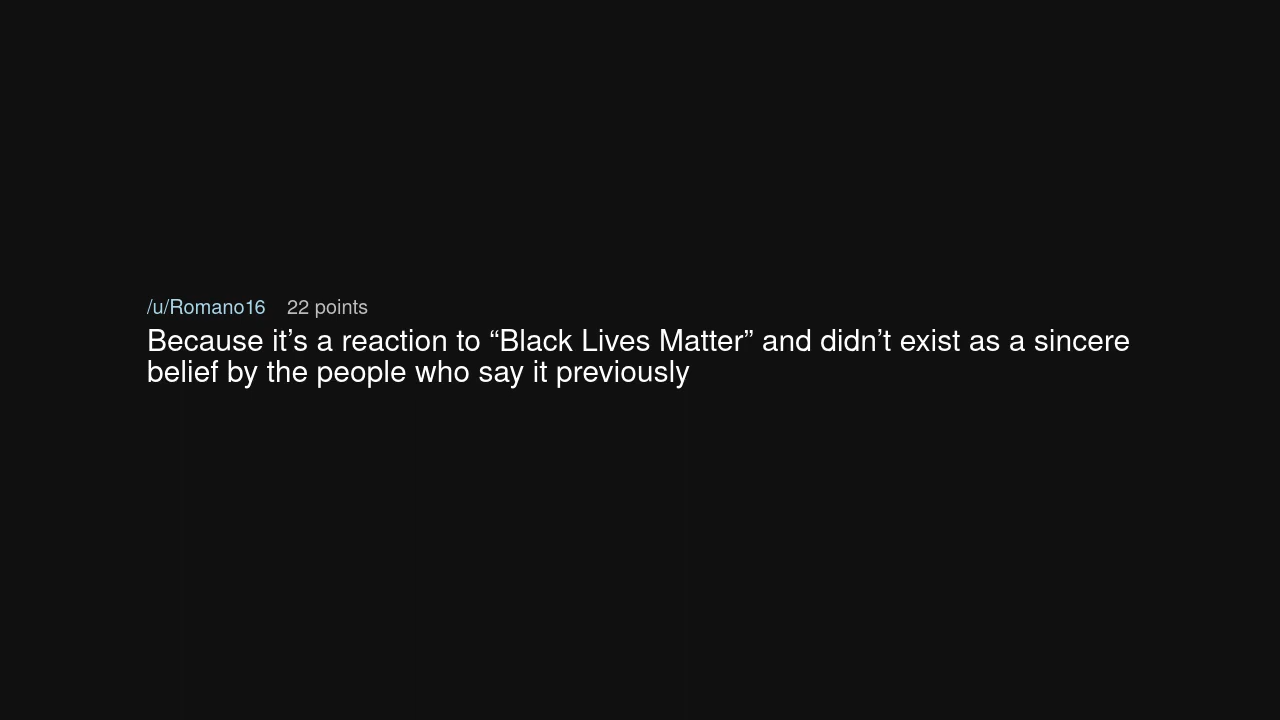 /u/Romano16 22 points
Because it’s a reaction to “Black Lives Matter” and didn’t exist as a sincere
belief by the people who say it previously